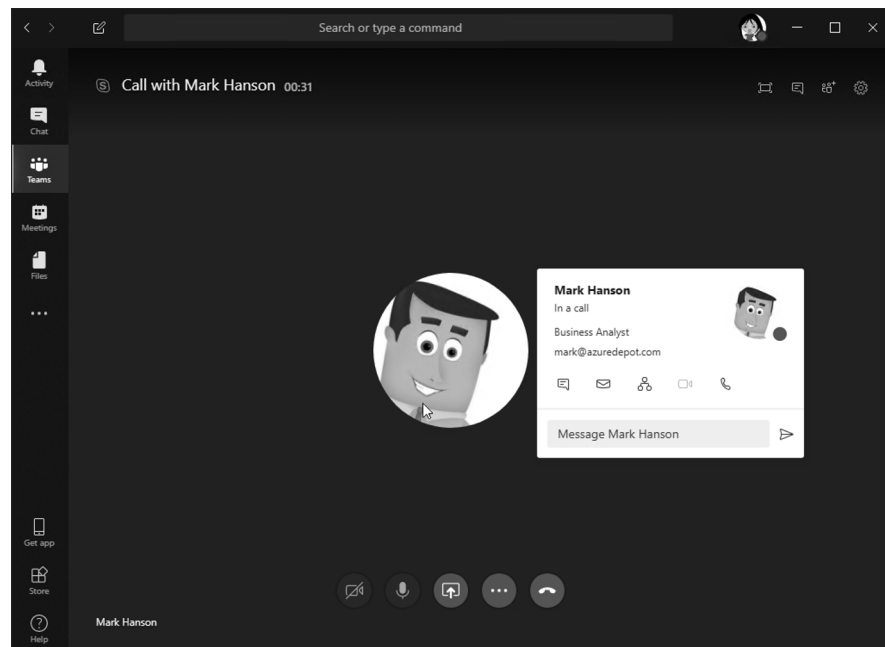 Search or type a command
Activity
Chat
Teams
Meetings
Files
Get app
Store
Help
Call with Mark Hanson 00:31
Mark Hanson
In a call
Business Analyst
mark@azuredepot.com
Message Mark Hanson
Mark Hanson